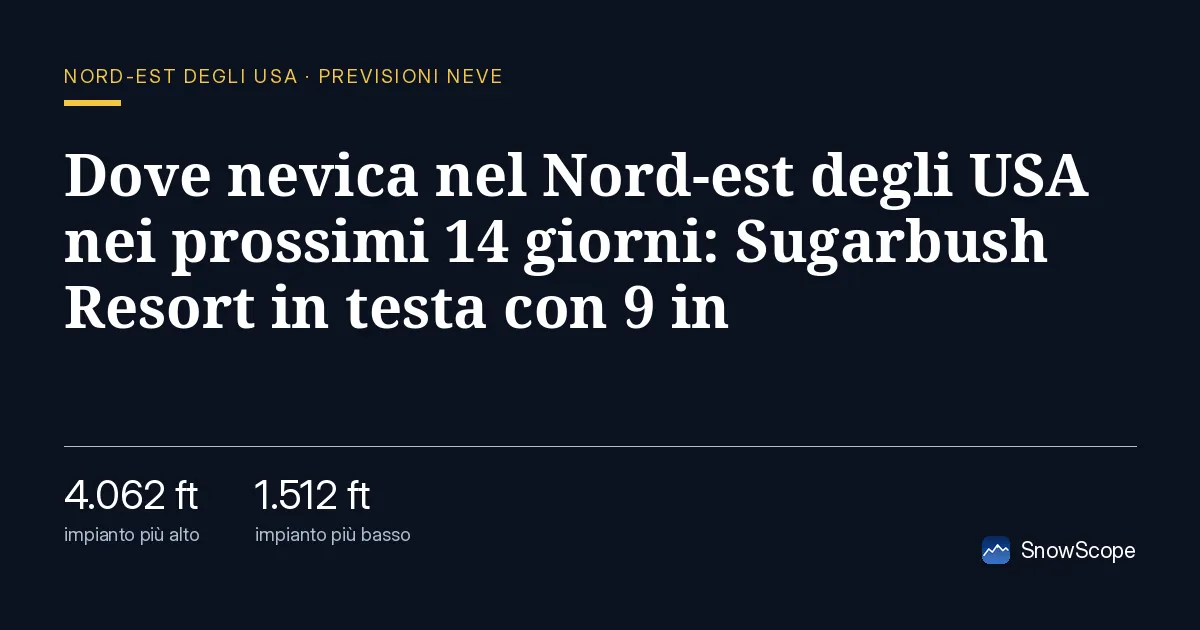 NORD-EST DEGLI USA · PREVISIONI NEVE
Dove nevica nel Nord-est degli USA
nei prossimi 14 giorni: Sugarbush
Resort in testa con 9 in
4.062 ft
impianto più alto
1.512 ft
impianto più basso
SnowScope